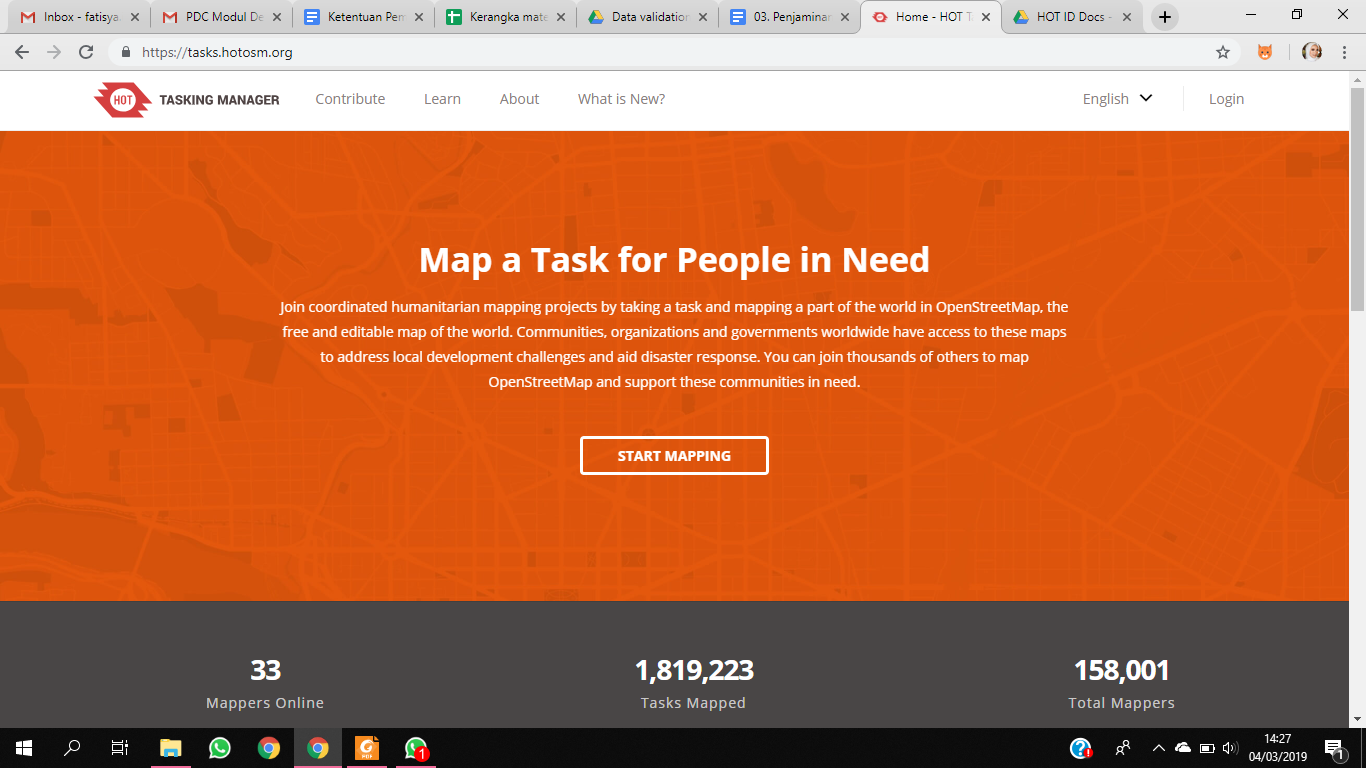 Inbox - fatisya. PDC Modul De Ketentuan Pen Kerangka mate Data validation 03. Penjaminan Home - HOT T HOT ID Docs -
https://tasks.hotosm.org
HOT TASKING MANAGER Contribute Learn About What is New? English Login
Map a Task for People in Need
Join coordinated humanitarian mapping projects by taking a task and mapping a part of the world in OpenStreetMap, the
free and editable map of the world. Communities, organizations and governments worldwide have access to these maps
to address local development challenges and aid disaster response. You can join thousands of others to map
OpenStreetMap and support these communities in need.
START MAPPING
33 1,819,223 158,001
Mappers Online Tasks Mapped Total Mappers
PDF 1 14:27 1
04/03/2019